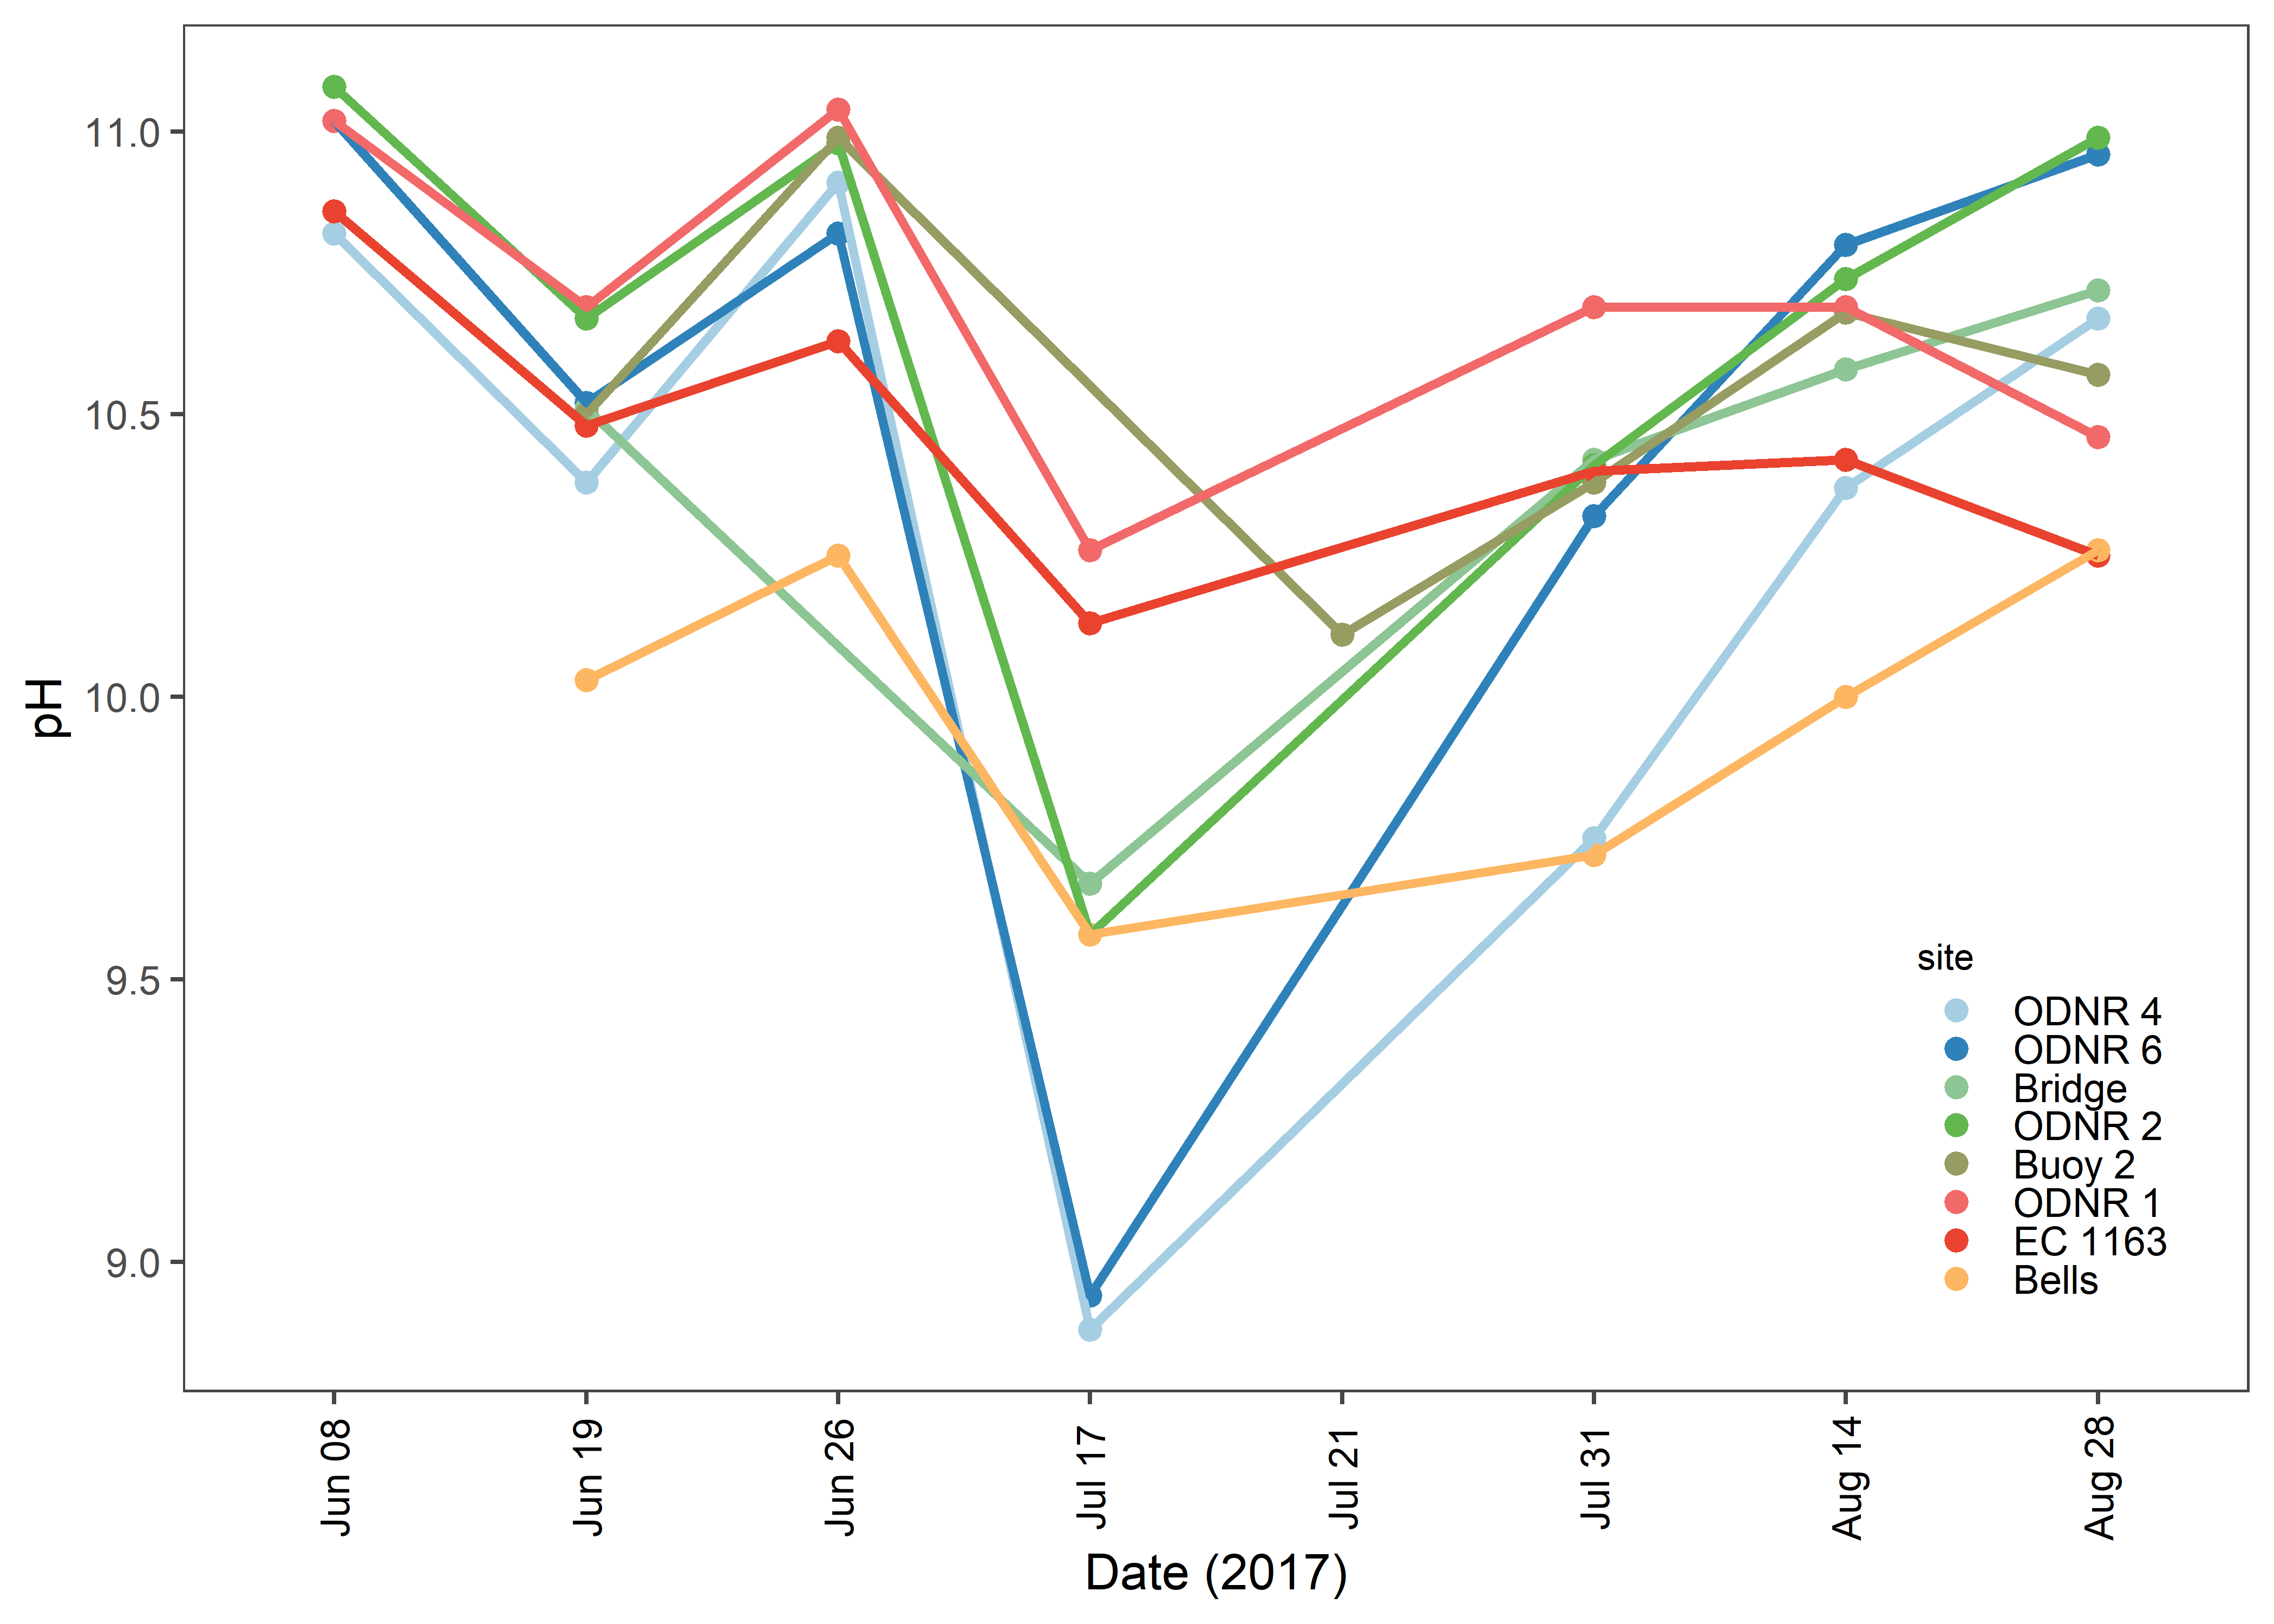 11.0
10.5
10.0
9.5
9.0
pH
site
ODNR 4
ODNR 6
Bridge
ODNR 2
Buoy 2
ODNR 1
EC 1163
Bells
Jun 08
Jun 19
Jun 26
Jul 17
Jul 21
Jul 31
Aug 14
Aug 28
Date (2017)